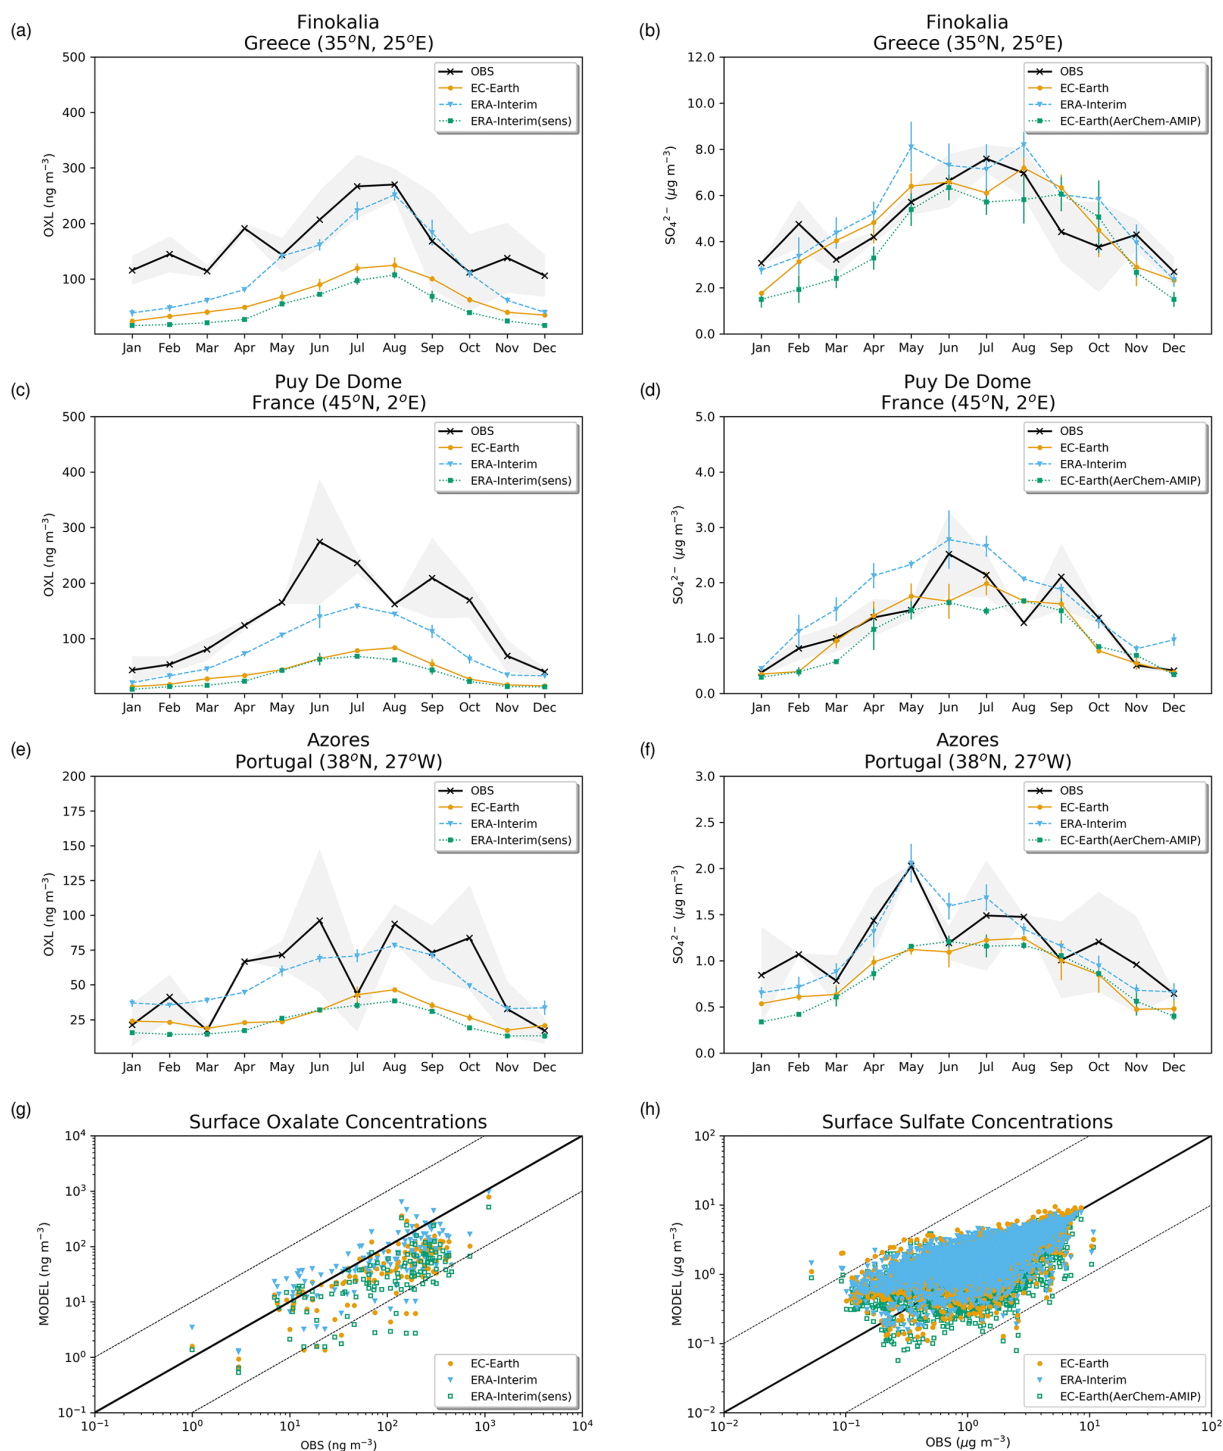 (a)
Finokalia
Greece (35°N, 25°E)
OXL (ng m⁻³)
500
400
300
200
100
Jan Feb Mar Apr May Jun Jul Aug Sep Oct Nov Dec
OBS
EC-Earth
ERA-Interim
ERA-Interim(sens)
(b)
Finokalia
Greece (35°N, 25°E)
SO₄²⁻ (μg m⁻³)
12.0
10.0
8.0
6.0
4.0
2.0
0.0
Jan Feb Mar Apr May Jun Jul Aug Sep Oct Nov Dec
OBS
EC-Earth
ERA-Interim
EC-Earth(AerChem-AMIP)
(c)
Puy De Dome
France (45°N, 2°E)
OXL (ng m⁻³)
500
400
300
200
100
Jan Feb Mar Apr May Jun Jul Aug Sep Oct Nov Dec
OBS
EC-Earth
ERA-Interim
ERA-Interim(sens)
(d)
Puy De Dome
France (45°N, 2°E)
SO₄²⁻ (μg m⁻³)
5.0
4.0
3.0
2.0
1.0
0.0
Jan Feb Mar Apr May Jun Jul Aug Sep Oct Nov Dec
OBS
EC-Earth
ERA-Interim
EC-Earth(AerChem-AMIP)
(e)
Azores
Portugal (38°N, 27°W)
OXL (ng m⁻³)
200
175
150
125
100
75
50
25
Jan Feb Mar Apr May Jun Jul Aug Sep Oct Nov Dec
OBS
EC-Earth
ERA-Interim
ERA-Interim(sens)
(f)
Azores
Portugal (38°N, 27°W)
SO₄²⁻ (μg m⁻³)
3.0
2.5
2.0
1.5
1.0
0.5
0.0
Jan Feb Mar Apr May Jun Jul Aug Sep Oct Nov Dec
OBS
EC-Earth
ERA-Interim
EC-Earth(AerChem-AMIP)
(g)
Surface Oxalate Concentrations
MODEL (ng m⁻³)
10⁴
10³
10²
10¹
10⁰
10⁻¹
10⁻¹ 10⁰ 10¹ 10² 10³ 10⁴
OBS (ng m⁻³)
EC-Earth
ERA-Interim
ERA-Interim(sens)
(h)
Surface Sulfate Concentrations
MODEL (μg m⁻³)
10²
10¹
10⁰
10⁻¹
10⁻²
10⁻² 10⁻¹ 10⁰ 10¹ 10²
OBS (μg m⁻³)
EC-Earth
ERA-Interim
EC-Earth(AerChem-AMIP)